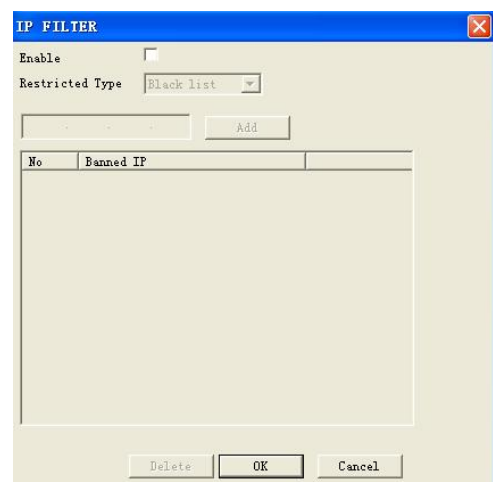 IP FILTER
Enable
Restricted Type Black list
Add
No Banned IP
Delete OK Cancel